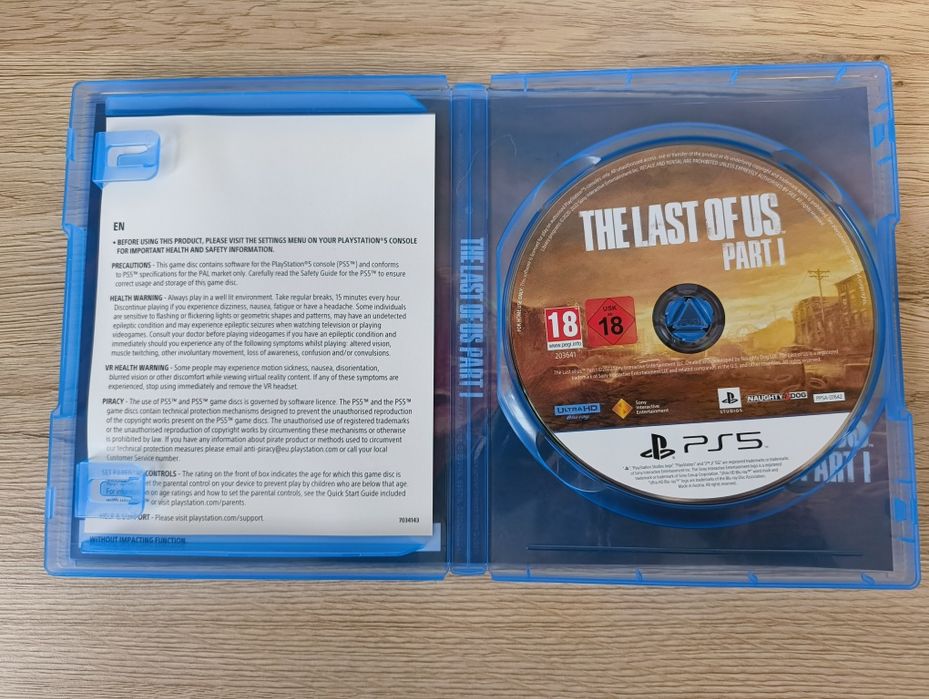 EN
• BEFORE USING THIS PRODUCT, PLEASE VISIT THE SETTINGS MENU ON YOUR PLAYSTATION®5 CONSOLE
FOR IMPORTANT HEALTH AND SAFETY INFORMATION.
PRECAUTIONS - This game disc contains software for the PlayStation®5 console (PS5™) and conforms
to PS5™ specifications for the PAL market only. Carefully read the Safety Guide for the PS5™ to ensure
correct usage and storage of this game disc.
HEALTH WARNING - Always play in a well lit environment. Take regular breaks, 15 minutes every hour.
Discontinue playing if you experience dizziness, nausea, fatigue or have a headache. Some individuals
are sensitive to flashing or flickering lights or geometric shapes and patterns, may have an undetected
epileptic condition and may experience epileptic seizures when watching television or playing
videogames. Consult your doctor before playing videogames if you have an epileptic condition and
immediately should you experience any of the following symptoms whilst playing: altered vision,
muscle twitching, other involuntary movement, loss of awareness, confusion and/or convulsions.
VR HEALTH WARNING - Some people may experience motion sickness, nausea, disorientation,
blurred vision or other discomfort while viewing virtual reality content. If any of these symptoms are
experienced, stop using immediately and remove the VR headset.
PIRACY - The use of PS5™ and PS5™ game discs is governed by software licence. The PS5™ and the PS5™
game discs contain technical protection mechanisms designed to prevent the unauthorised reproduction
of the copyright works present on the PS5™ game discs. The unauthorised use of registered trademarks
or the unauthorised reproduction of copyright works by circumventing these mechanisms or otherwise
is prohibited by law. If you have any information about pirate product or methods used to circumvent
our technical protection measures please email anti-piracy@eu.playstation.com or call your local
Customer Service number.
CONTROLS - The rating on the front of box indicates the age for which this game disc is
set the parental control on your device to prevent play by children who are below that age.
For information on age ratings and how to set the parental controls, see the Quick Start Guide included
or visit playstation.com/parents.
HELP & SUPPORT - Please visit playstation.com/support
7034143
WITHOUT IMPACTING FUNCTION
THE LAST OF US PART I
THE LAST OF US™
PART I
18
www.pegi.info
USK
ab
18
203641
ULTRA HD
Blu-ray
Sony
Interactive
Entertainment
STUDIOS
NAUGHTY DOG
PPSA-07642
PS5
PART I